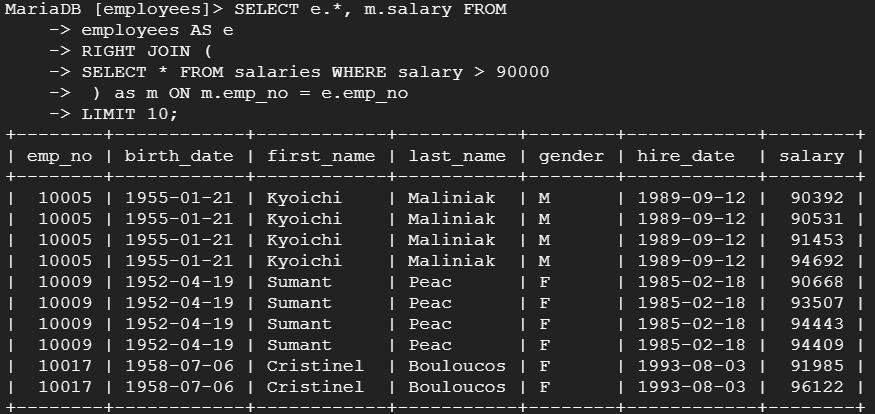 MariaDB [employees]> SELECT e.*, m.salary FROM
    -> employees AS e
    -> RIGHT JOIN (
    -> SELECT * FROM salaries WHERE salary > 90000
    ->  ) as m ON m.emp_no = e.emp_no
    -> LIMIT 10;
+--------+------------+------------+-----------+--------+------------+--------+
| emp_no | birth_date | first_name | last_name | gender | hire_date  | salary |
+--------+------------+------------+-----------+--------+------------+--------+
|  10005 | 1955-01-21 | Kyoichi    | Maliniak  | M      | 1989-09-12 |  90392 |
|  10005 | 1955-01-21 | Kyoichi    | Maliniak  | M      | 1989-09-12 |  90531 |
|  10005 | 1955-01-21 | Kyoichi    | Maliniak  | M      | 1989-09-12 |  91453 |
|  10005 | 1955-01-21 | Kyoichi    | Maliniak  | M      | 1989-09-12 |  94692 |
|  10009 | 1952-04-19 | Sumant     | Peac      | F      | 1985-02-18 |  90668 |
|  10009 | 1952-04-19 | Sumant     | Peac      | F      | 1985-02-18 |  93507 |
|  10009 | 1952-04-19 | Sumant     | Peac      | F      | 1985-02-18 |  94443 |
|  10009 | 1952-04-19 | Sumant     | Peac      | F      | 1985-02-18 |  94409 |
|  10017 | 1958-07-06 | Cristinel  | Bouloucos | F      | 1993-08-03 |  91985 |
|  10017 | 1958-07-06 | Cristinel  | Bouloucos | F      | 1993-08-03 |  96122 |
+--------+------------+------------+-----------+--------+------------+--------+